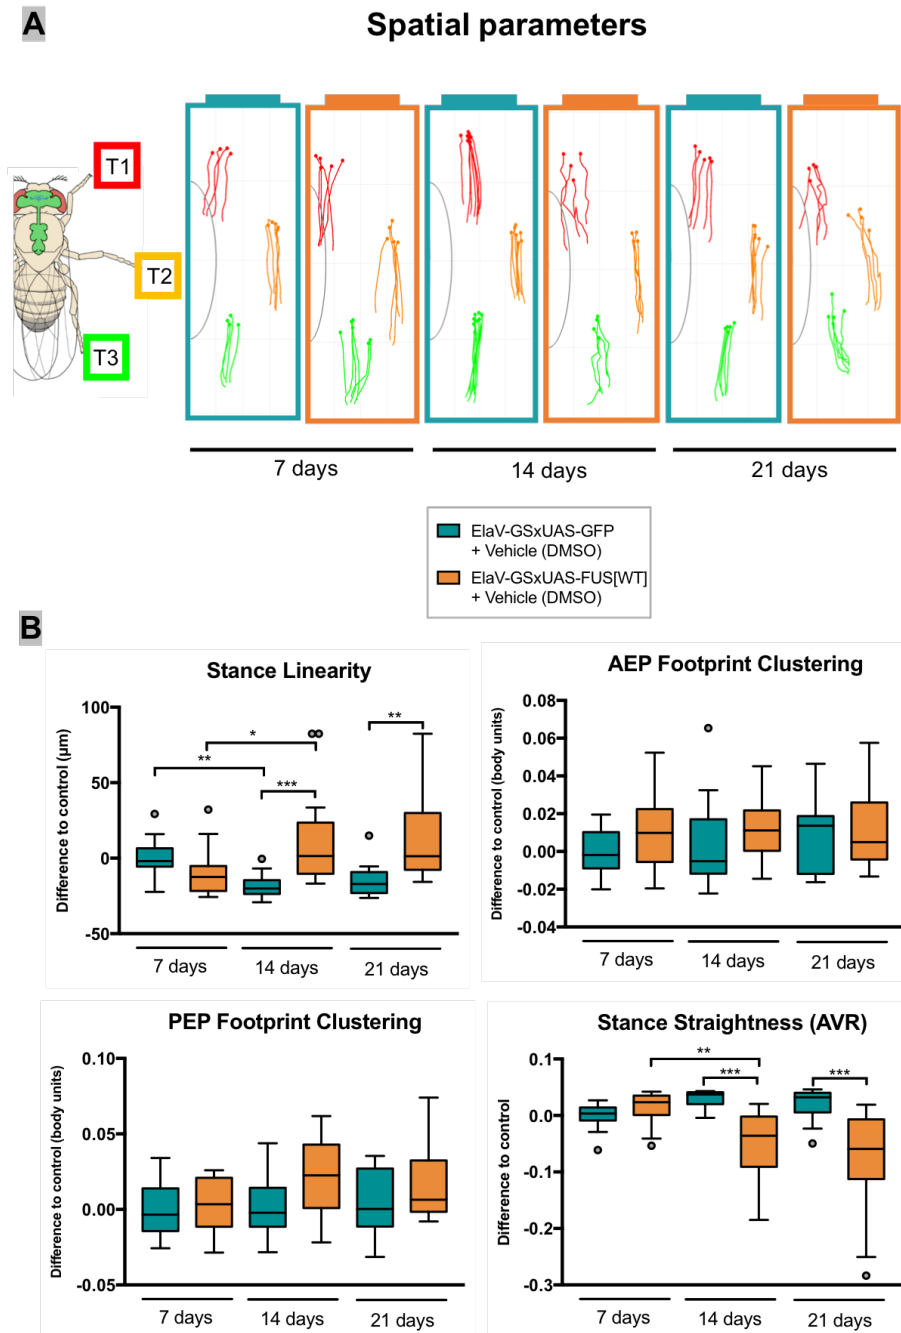 A
Spatial parameters
T1
T2
T3
7 days
14 days
21 days
ElaV-GSxUAS-GFP
+ Vehicle (DMSO)
ElaV-GSxUAS-FUS[WT]
+ Vehicle (DMSO)
B
Stance Linearity
Difference to control (µm)
100
50
0
-50
*
**
***
**
7 days
14 days
21 days
AEP Footprint Clustering
Difference to control (body units)
0.08
0.06
0.04
0.02
0.00
-0.02
-0.04
7 days
14 days
21 days
PEP Footprint Clustering
Difference to control (body units)
0.10
0.05
0.00
-0.05
7 days
14 days
21 days
Stance Straightness (AVR)
Difference to control
0.1
0.0
-0.1
-0.2
-0.3
**
***
***
7 days
14 days
21 days